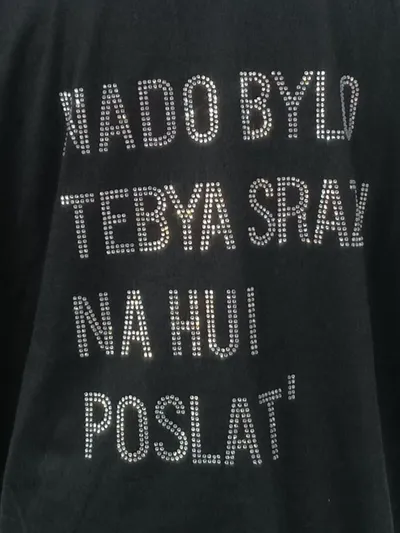 NADO BYLO
TEBYA SRAZ
NA HUI
POSLAT'